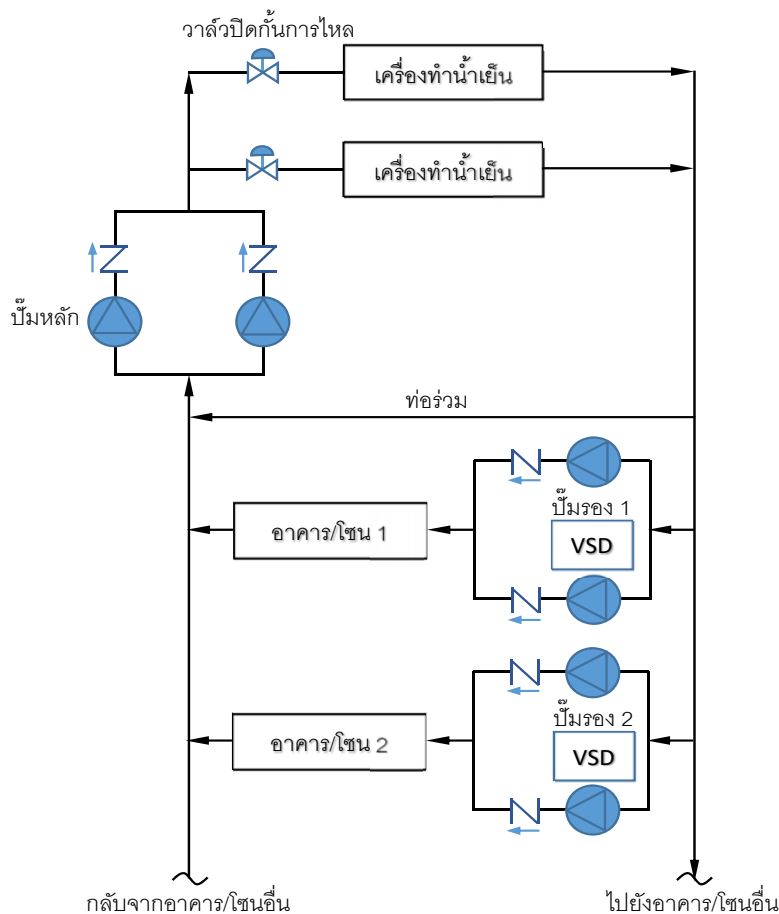 วาล์วปิดกั้นการไหล
เครื่องทำน้ำเย็น
เครื่องทำน้ำเย็น
ปั๊มหลัก
ท่อร่วม
ปั๊มรอง 1
อาคาร/โซน 1
VSD
ปั๊มรอง 2
อาคาร/โซน 2
VSD
กลับจากอาคาร/โซนอื่น
ไปยังอาคาร/โซนอื่น